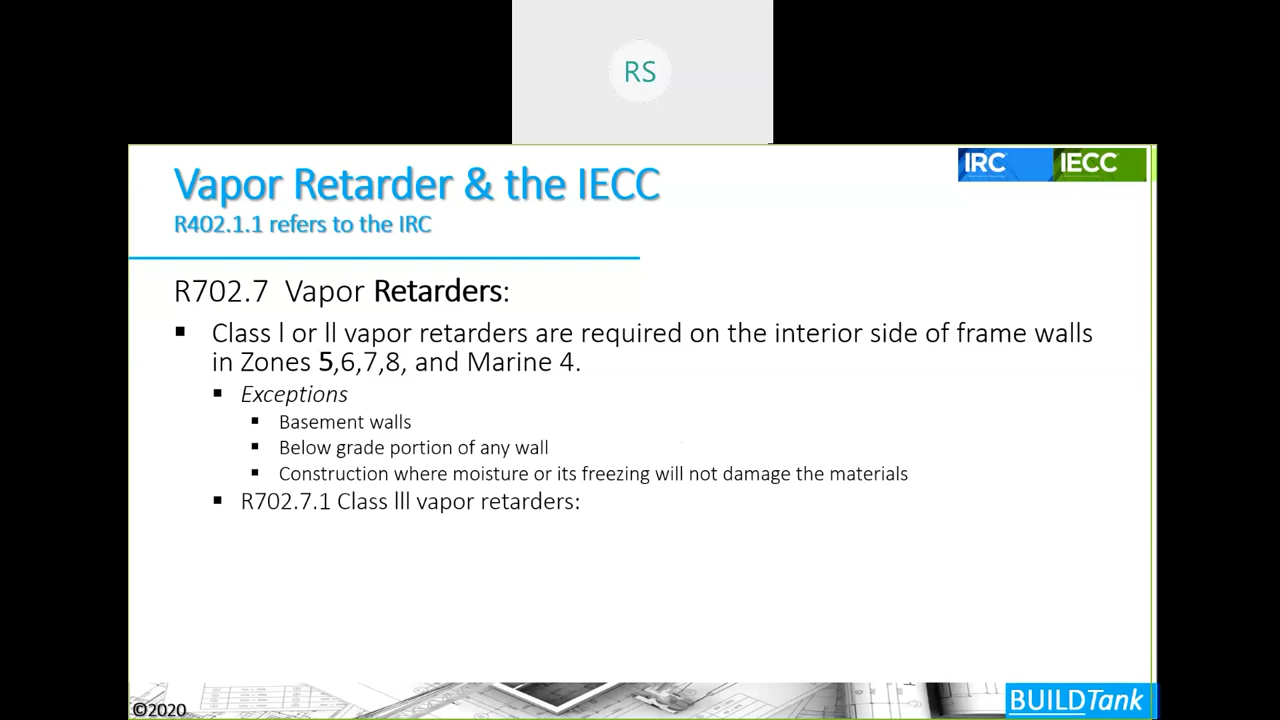 RS
IRC IECC
Vapor Retarder & the IECC
R402.1.1 refers to the IRC
R702.7 Vapor Retarders:
Class l or ll vapor retarders are required on the interior side of frame walls
in Zones 5,6,7,8, and Marine 4.
Exceptions
Basement walls
Below grade portion of any wall
Construction where moisture or its freezing will not damage the materials
R702.7.1 Class lll vapor retarders:
©2020
BUILDTank